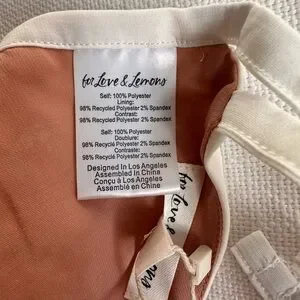 for Love & Lemons
Self: 100% Polyester
Lining:
98% Recycled Polyester 2% Spandex
Contrast:
98% Recycled Polyester 2% Spandex
Self: 100% Polyester
Doublure:
98% Recycled Polyester 2% Spandex
Contraste:
98% Recycled Polyester 2% Spandex
Designed In Los Angeles
Assembled in China
Conçu à Los Angeles
Assemblé en Chine
for Love
ms